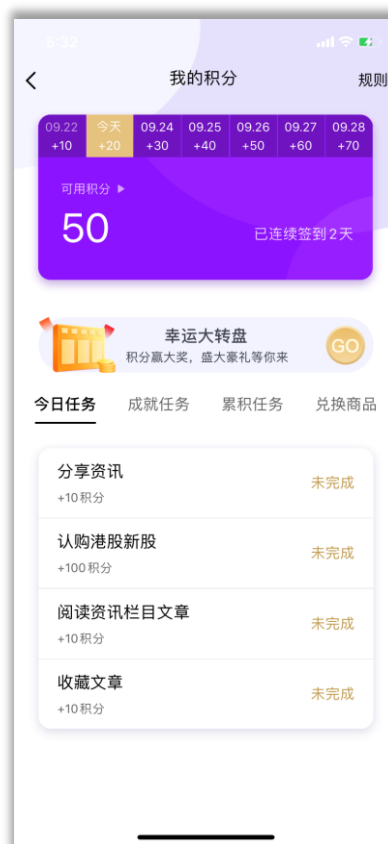 5:32
我的积分
规则
09.22 今天 09.24 09.25 09.26 09.27 09.28
+10 +20 +30 +40 +50 +60 +70
可用积分
50
已连续签到2天
幸运大转盘
积分赢大奖，盛大豪礼等你来
GO
今日任务 成就任务 累积任务 兑换商品
分享资讯
+10积分
未完成
认购港股新股
+100积分
未完成
阅读资讯栏目文章
+10积分
未完成
收藏文章
+10积分
未完成